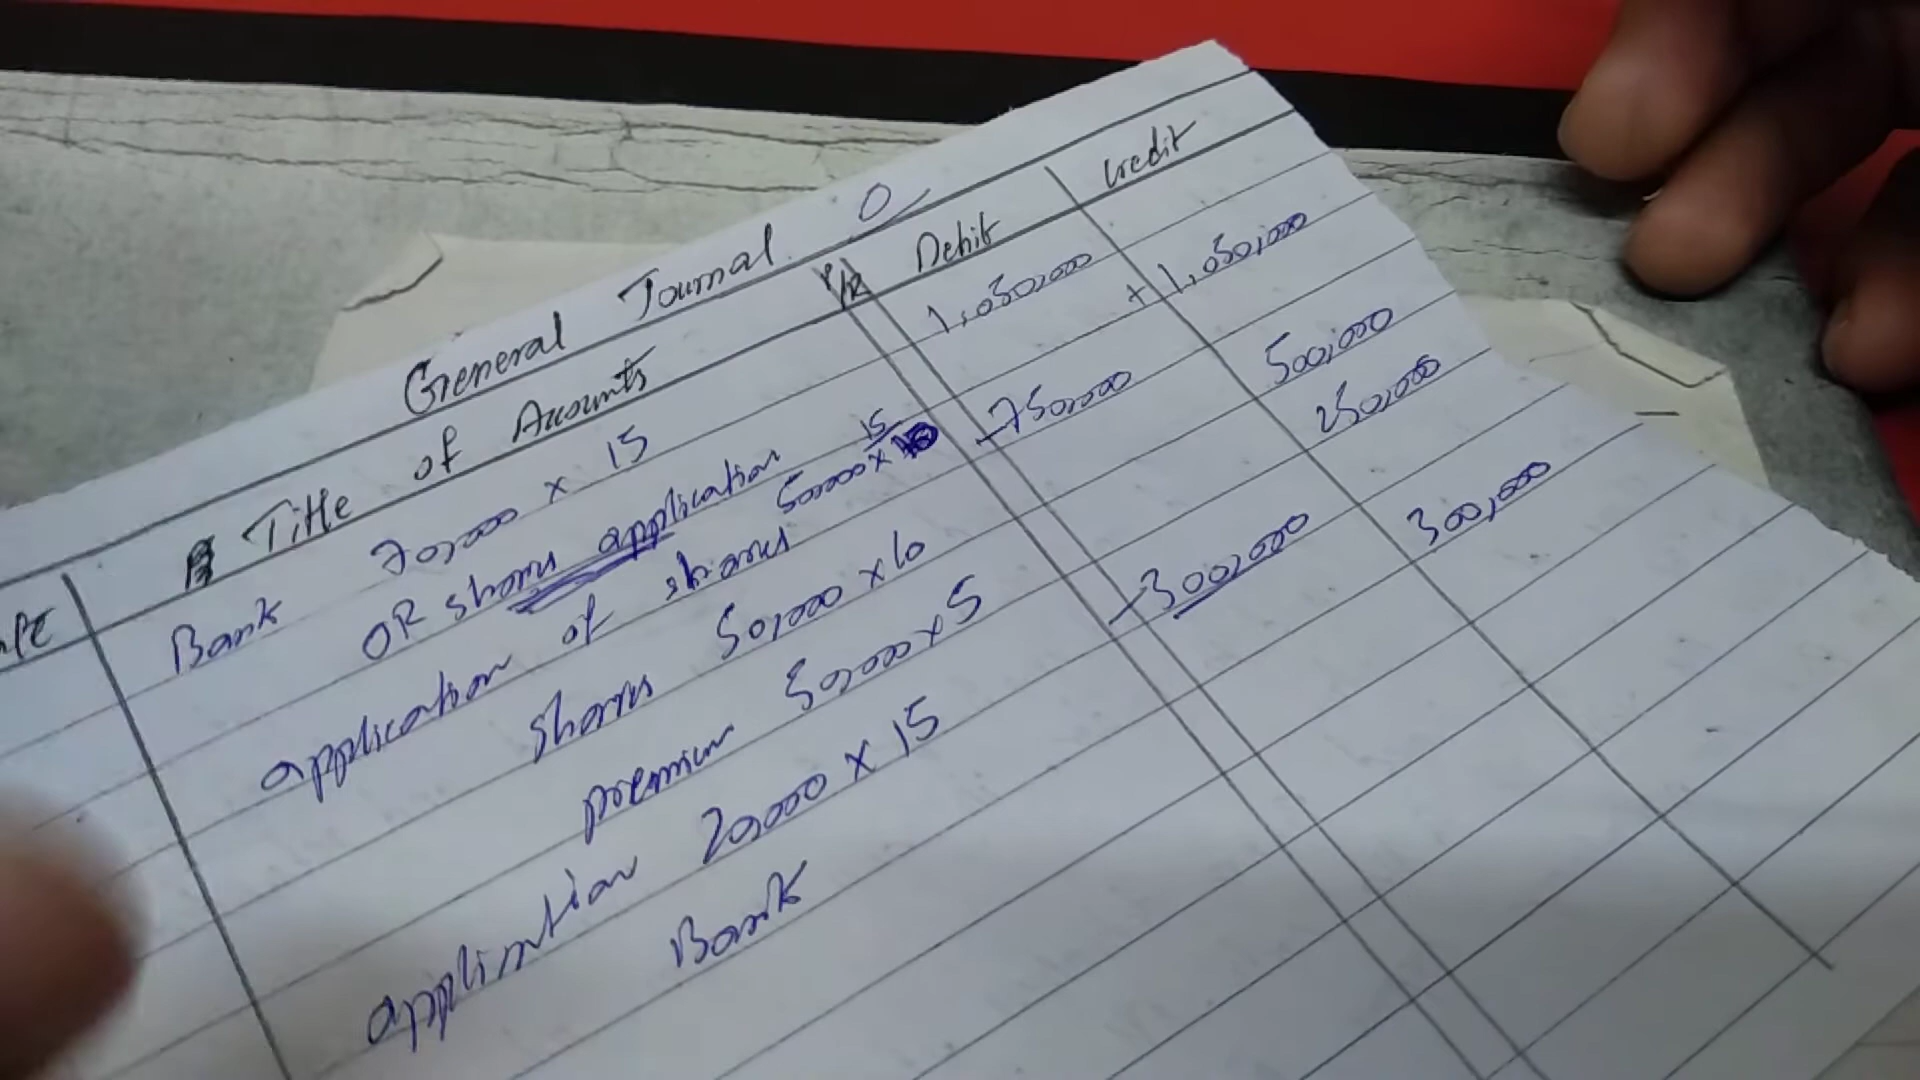 General Journal
Title of Accounts P/R Debit Credit
Bank 70,000 x 15 1,050,000
OR shares application + 1,050,000
application of shares 50,000 x 15 -750,000
shares 50,000 x 10 500,000
premium 50,000 x 5 250,000
application 20,000 x 15 -300,000
Bank 300,000